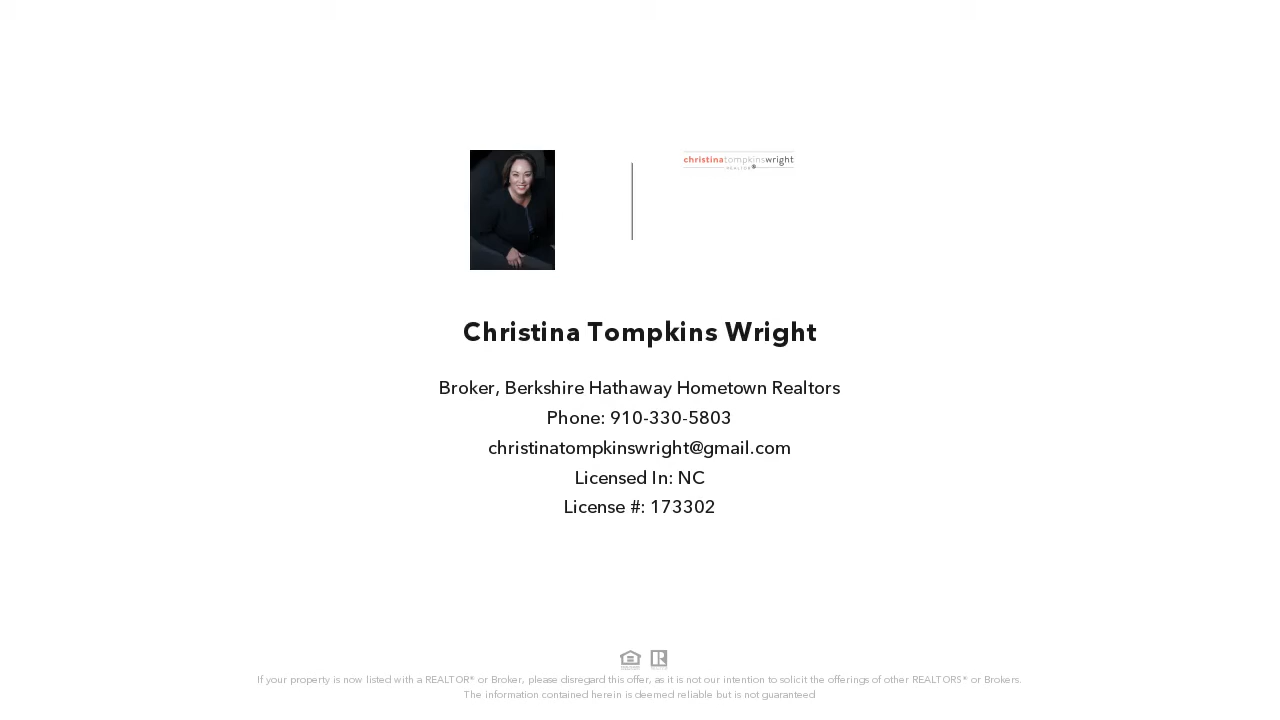 christinatompkinswright
REALTOR
Christina Tompkins Wright
Broker, Berkshire Hathaway Hometown Realtors
Phone: 910-330-5803
christinatompkinswright@gmail.com
Licensed In: NC
License #: 173302
If your property is now listed with a REALTOR® or Broker, please disregard this offer, as it is not our intention to solicit the offerings of other REALTORS® or Brokers.
The information contained herein is deemed reliable but is not guaranteed